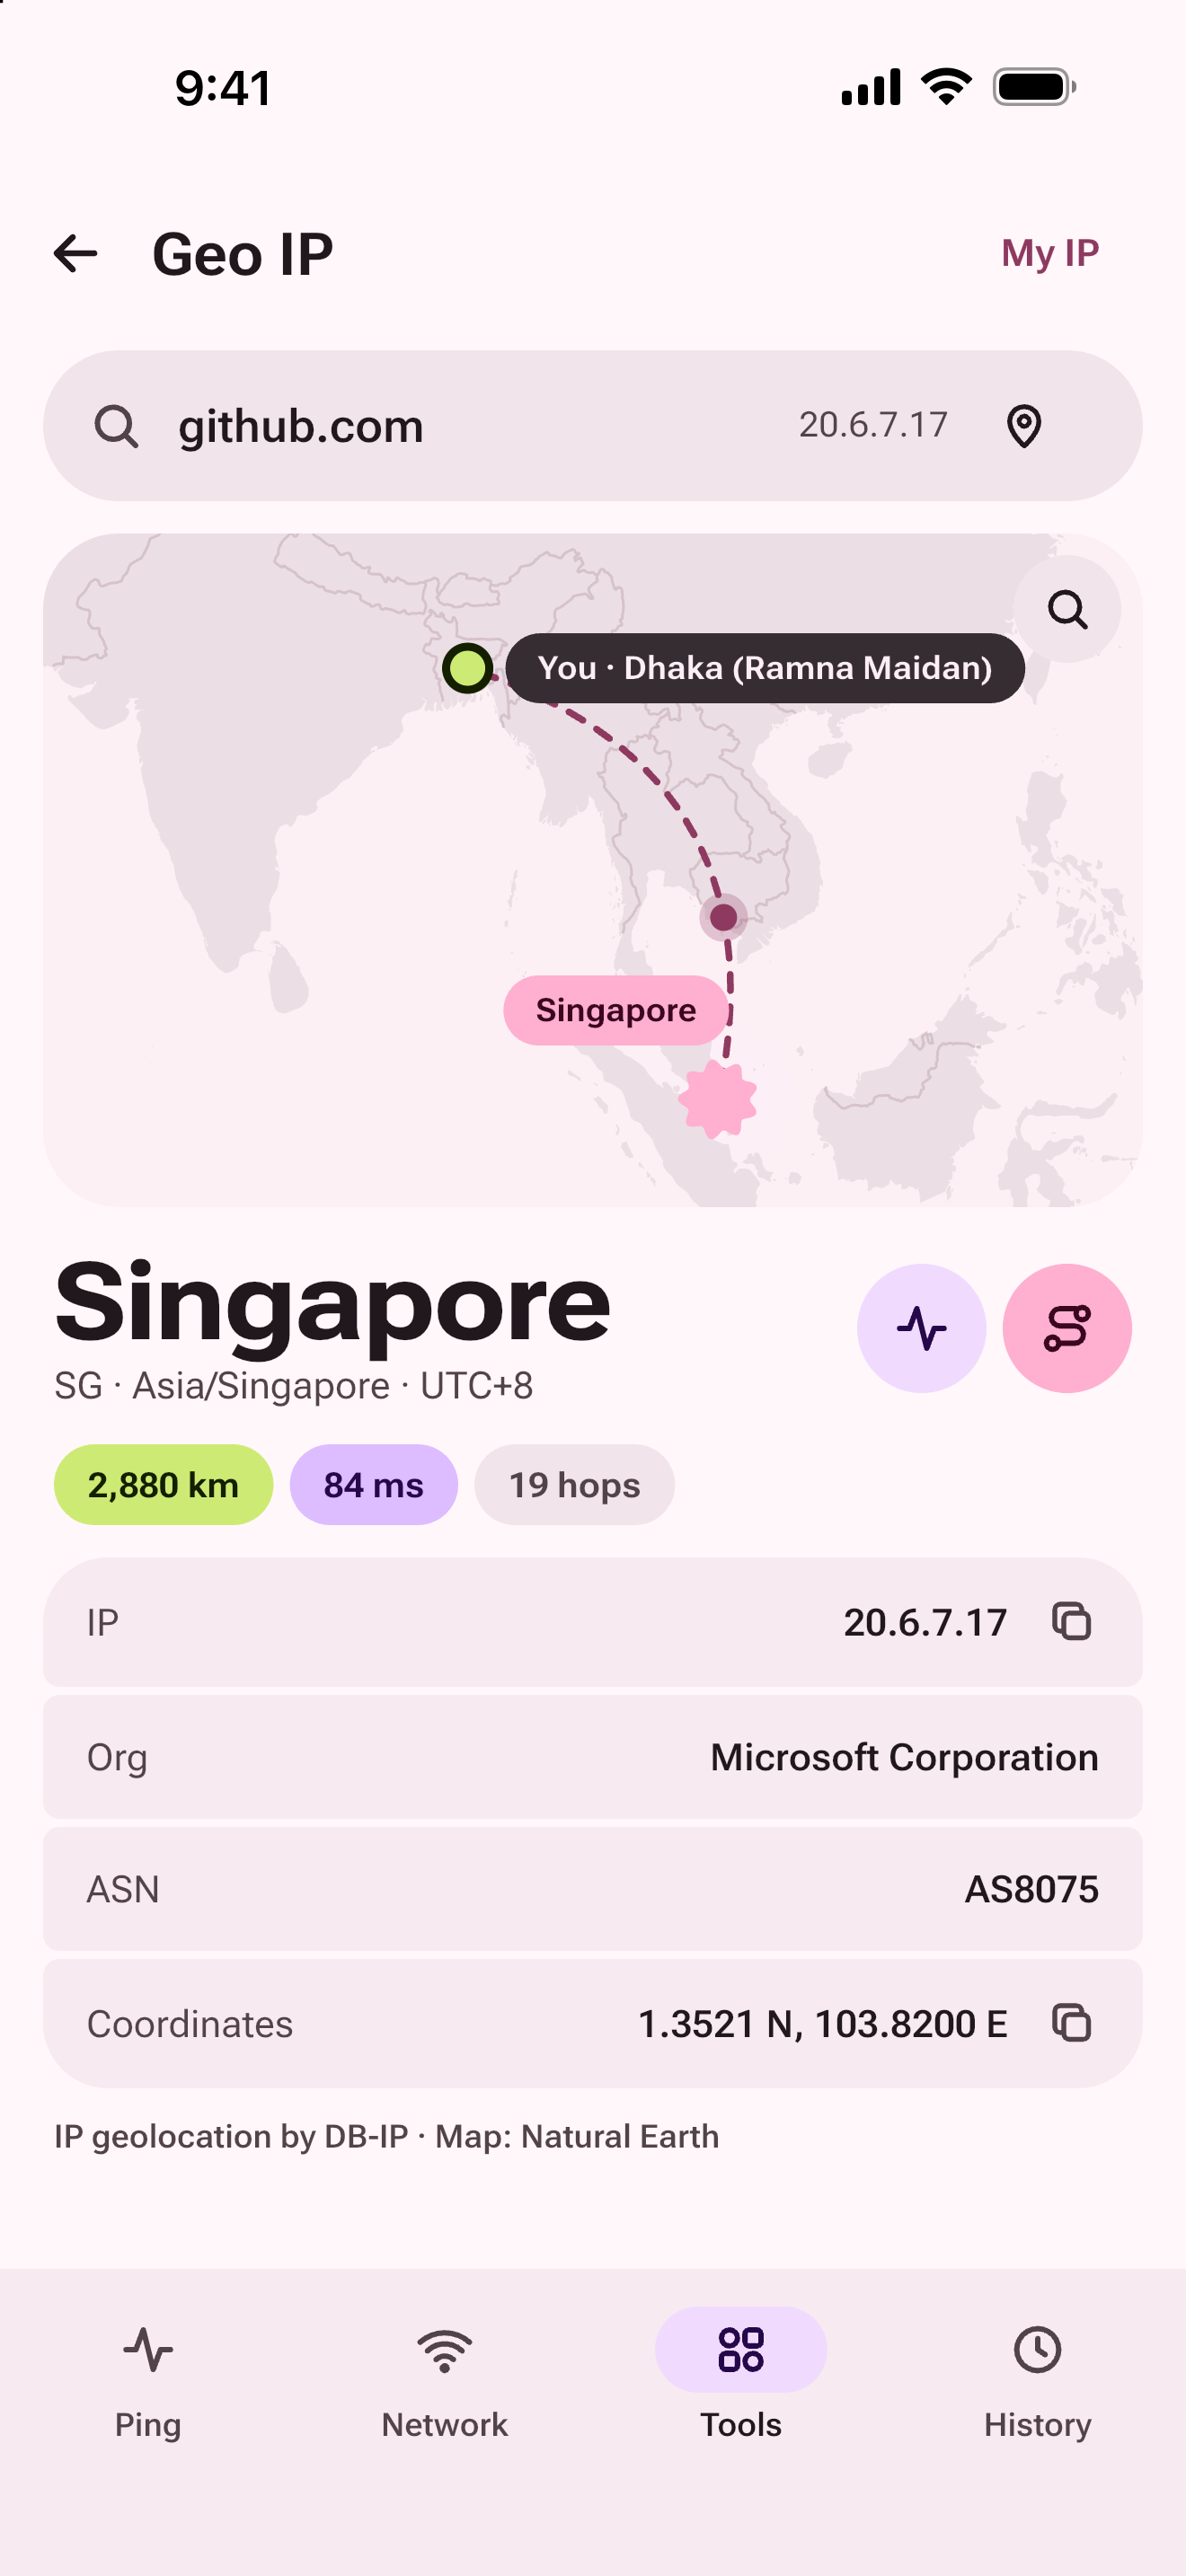 9:41
Geo IP
My IP
github.com
20.6.7.17
You · Dhaka (Ramna Maidan)
Singapore
Singapore
SG · Asia/Singapore · UTC+8
2,880 km
84 ms
19 hops
IP
20.6.7.17
Org
Microsoft Corporation
ASN
AS8075
Coordinates
1.3521 N, 103.8200 E
IP geolocation by DB-IP · Map: Natural Earth
Ping
Network
Tools
History